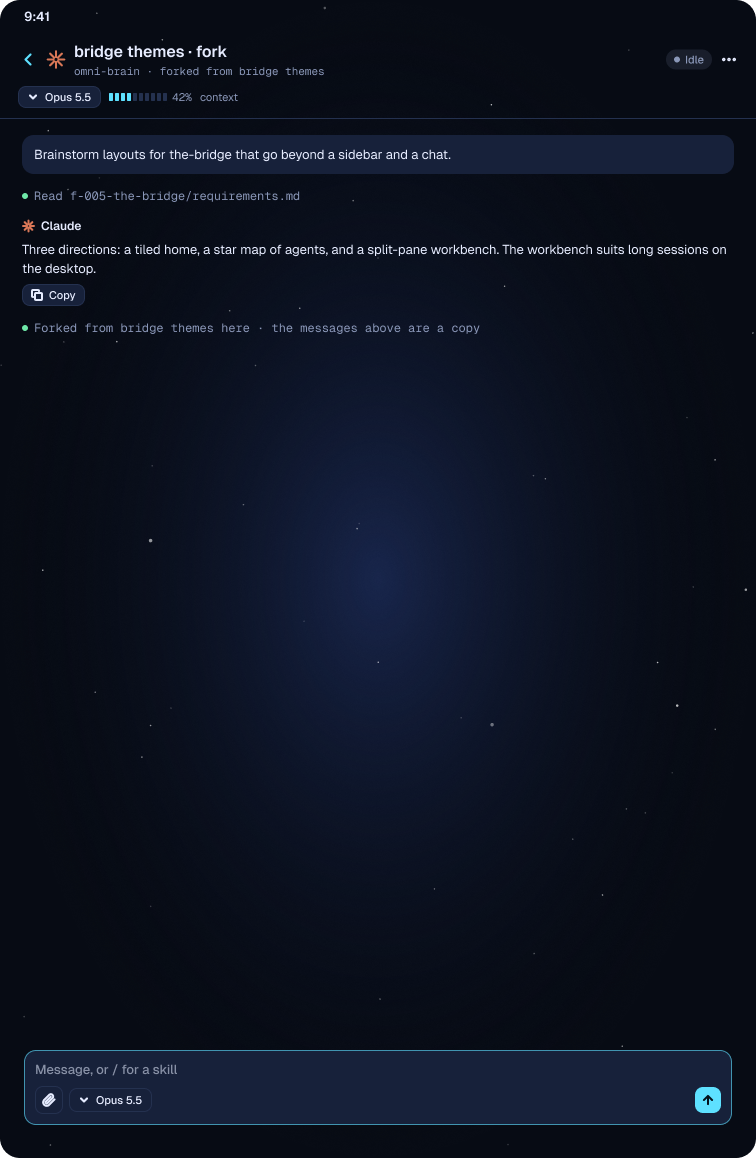 9:41
bridge themes · fork
omni-brain · forked from bridge themes
Idle
Opus 5.5
42% context
Brainstorm layouts for the-bridge that go beyond a sidebar and a chat.
Read f-005-the-bridge/requirements.md
Claude
Three directions: a tiled home, a star map of agents, and a split-pane workbench. The workbench suits long sessions on
the desktop.
Copy
Forked from bridge themes here · the messages above are a copy
Message, or / for a skill
Opus 5.5